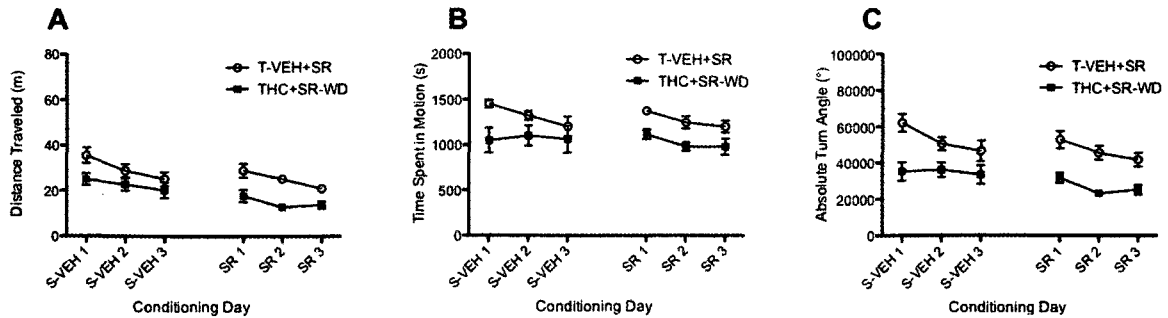 A
Distance Traveled (m)
80
60
40
20
0
T-VEH+SR
THC+SR-WD
S-VEH 1
S-VEH 2
S-VEH 3
SR 1
SR 2
SR 3
Conditioning Day
B
Time Spent in Motion (s)
2000
1500
1000
500
0
T-VEH+SR
THC+SR-WD
S-VEH 1
S-VEH 2
S-VEH 3
SR 1
SR 2
SR 3
Conditioning Day
C
Absolute Turn Angle (°)
100000
80000
60000
40000
20000
0
T-VEH+SR
THC+SR-WD
S-VEH 1
S-VEH 2
S-VEH 3
SR 1
SR 2
SR 3
Conditioning Day